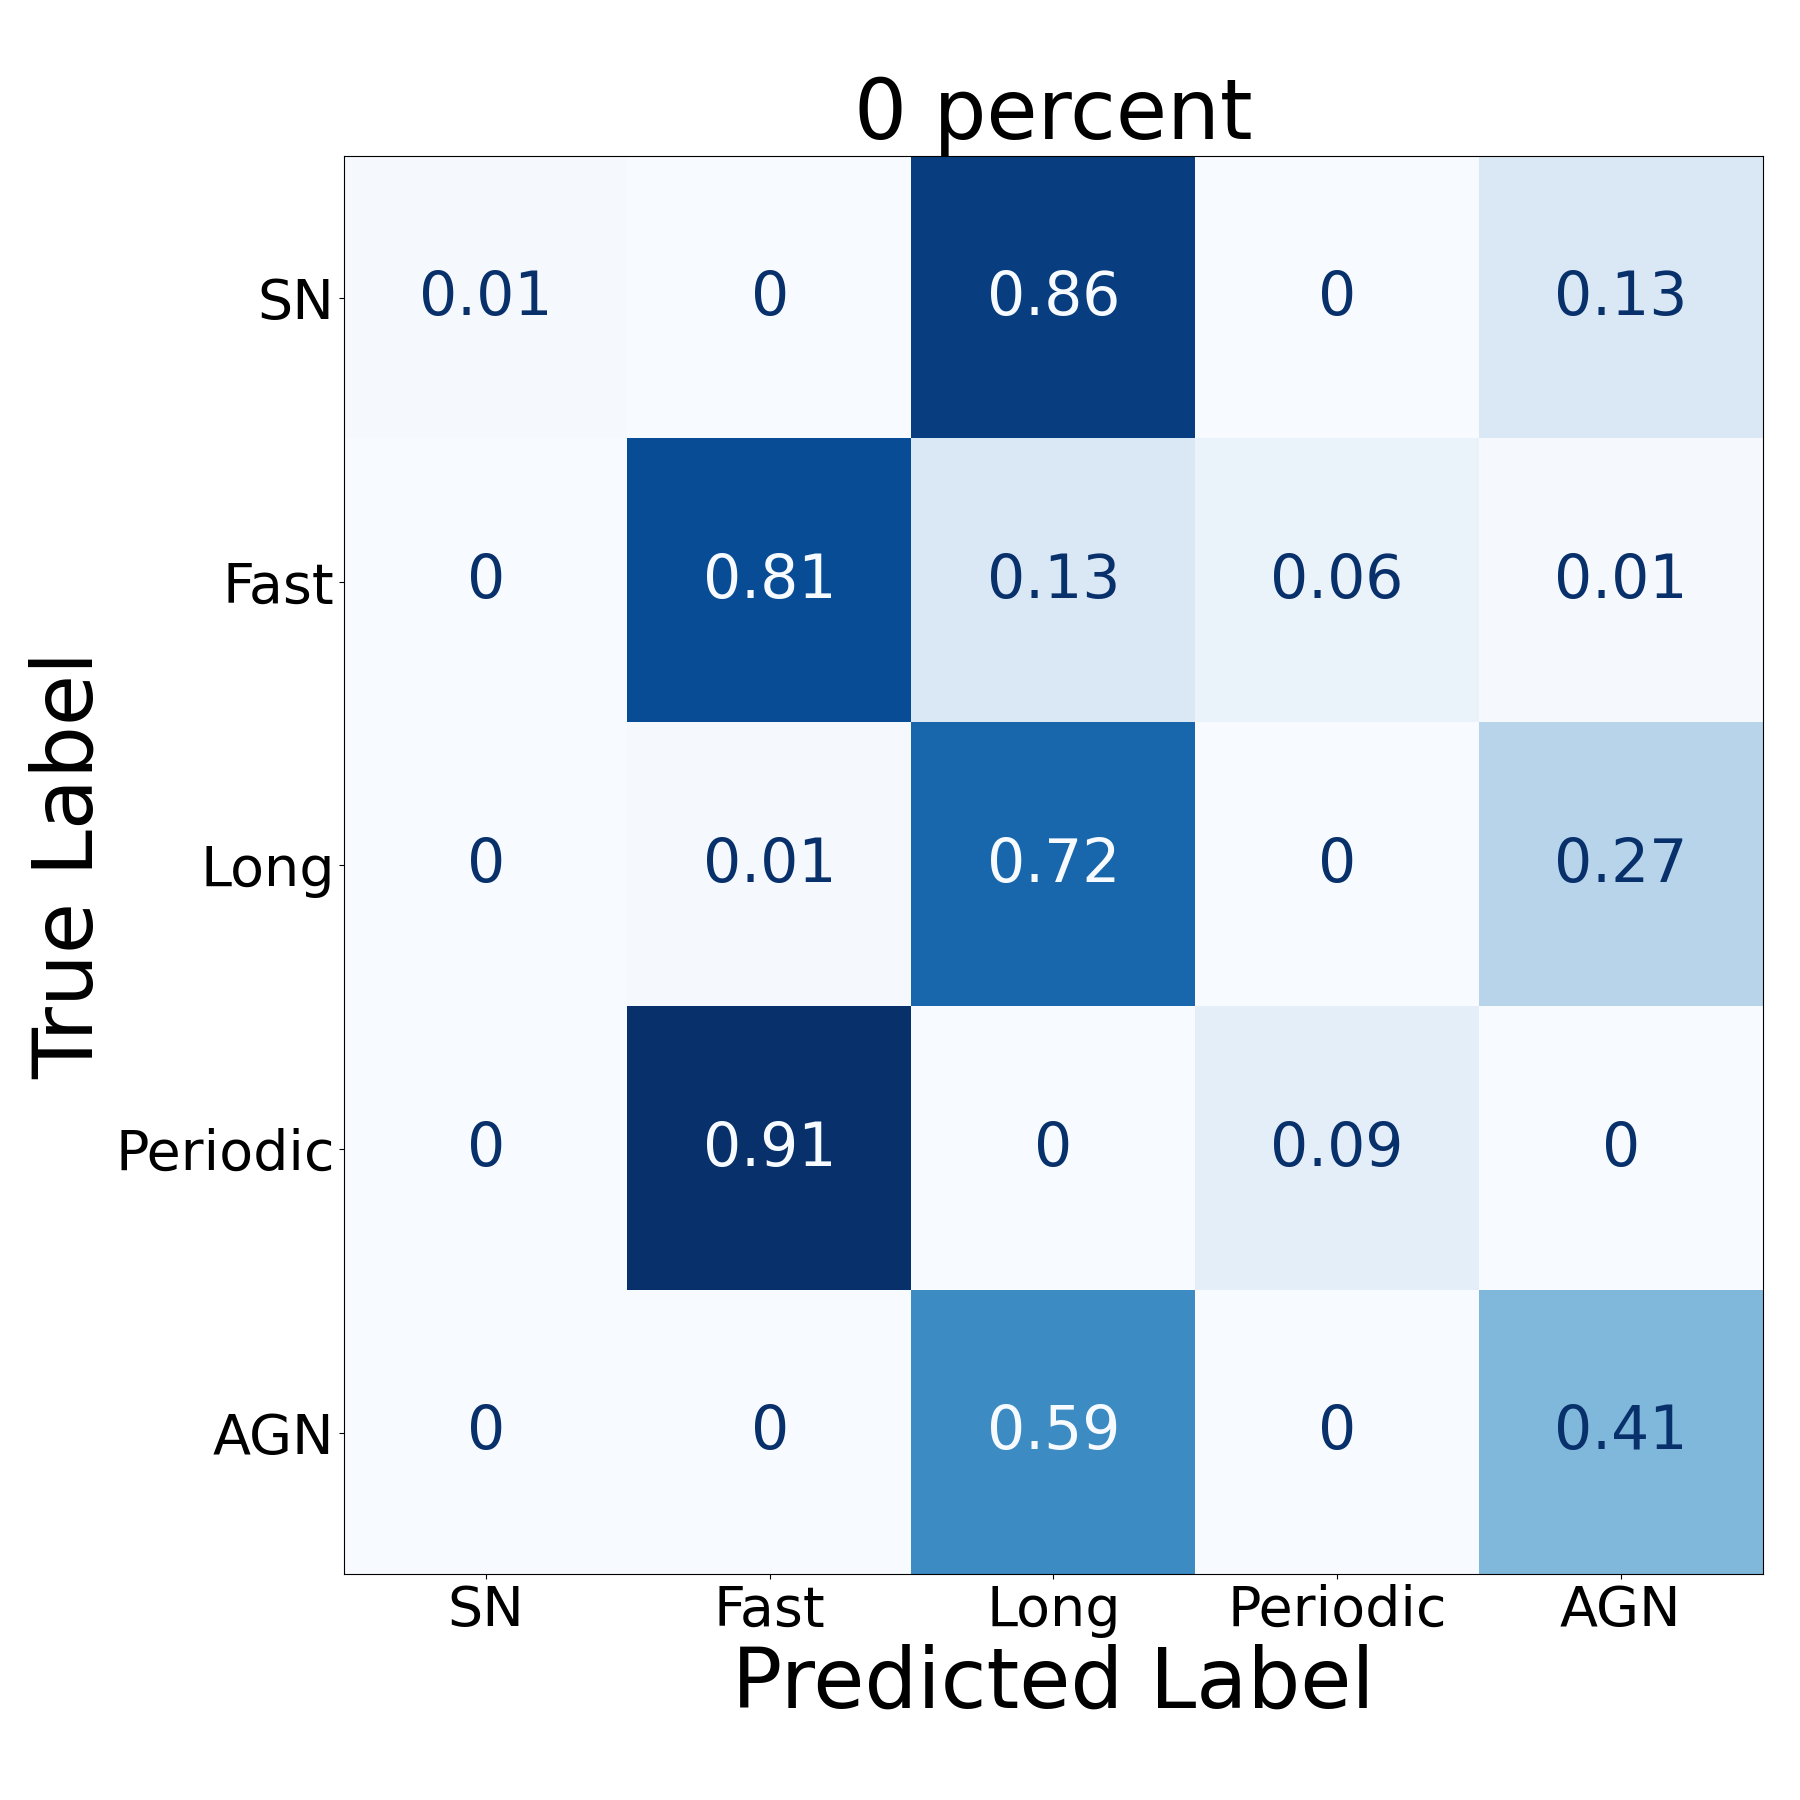 0 percent
True Label
SN 0.01 0 0.86 0 0.13
Fast 0 0.81 0.13 0.06 0.01
Long 0 0.01 0.72 0 0.27
Periodic 0 0.91 0 0.09 0
AGN 0 0 0.59 0 0.41
SN Fast Long Periodic AGN
Predicted Label